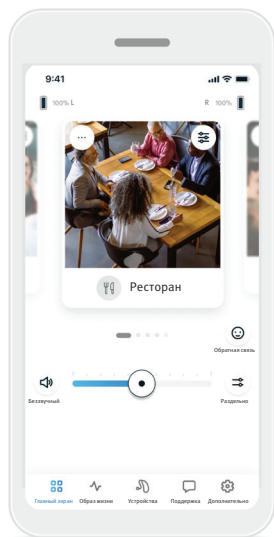 9:41
100% L
R 100%
Ресторан
Обратная связь
Беззвучный
Раздельно
Главный экран
Образ жизни
Устройства
Поддержка
Дополнительно